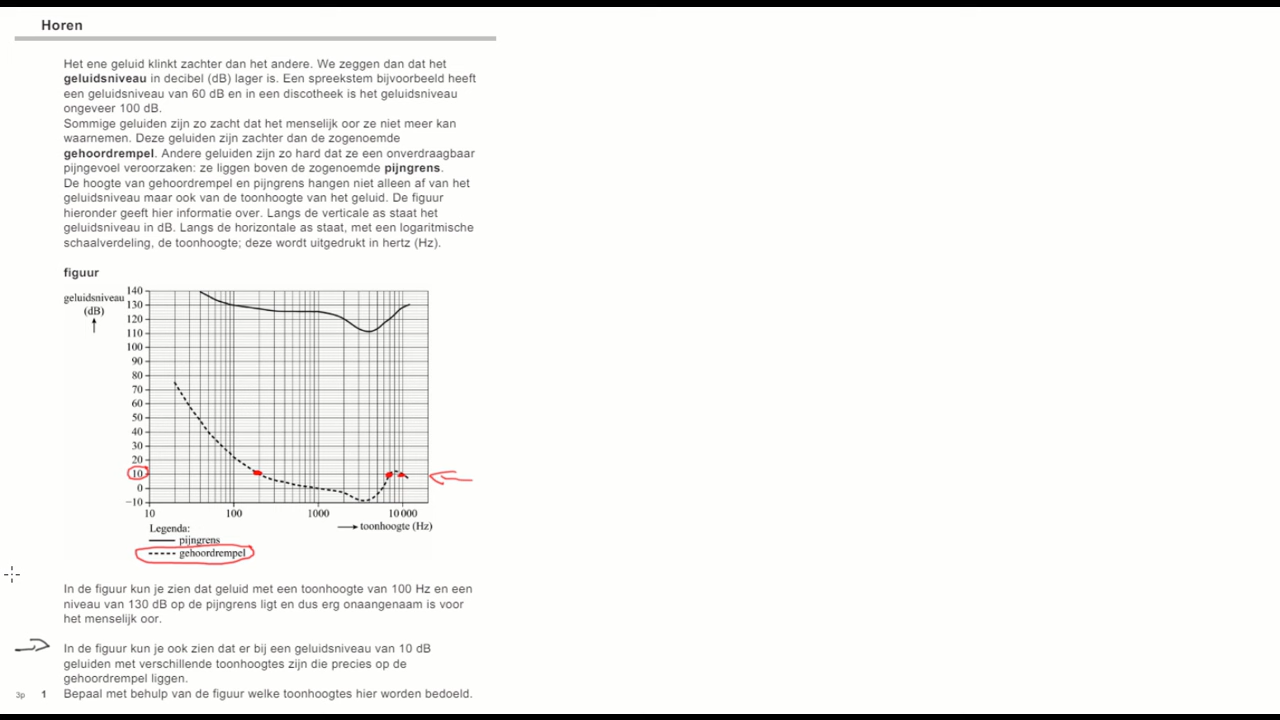 Horen
Het ene geluid klinkt zachter dan het andere. We zeggen dan dat het
geluidsniveau in decibel (dB) lager is. Een spreekstem bijvoorbeeld heeft
een geluidsniveau van 60 dB en in een discotheek is het geluidsniveau
ongeveer 100 dB.
Sommige geluiden zijn zo zacht dat het menselijk oor ze niet meer kan
waarnemen. Deze geluiden zijn zachter dan de zogenoemde
gehoordrempel. Andere geluiden zijn zo hard dat ze een onverdraagbaar
pijngevoel veroorzaken: ze liggen boven de zogenoemde pijngrens.
De hoogte van gehoordrempel en pijngrens hangen niet alleen af van het
geluidsniveau maar ook van de toonhoogte van het geluid. De figuur
hieronder geeft hier informatie over. Langs de verticale as staat het
geluidsniveau in dB. Langs de horizontale as staat, met een logaritmische
schaalverdeling, de toonhoogte; deze wordt uitgedrukt in hertz (Hz).
figuur
geluidsniveau
(dB)
140
130
120
110
100
90
80
70
60
50
40
30
20
10
0
-10
10 100 1000 10 000
toonhoogte (Hz)
Legenda:
pijngrens
gehoordrempel
In de figuur kun je zien dat geluid met een toonhoogte van 100 Hz en een
niveau van 130 dB op de pijngrens ligt en dus erg onaangenaam is voor
het menselijk oor.
In de figuur kun je ook zien dat er bij een geluidsniveau van 10 dB
geluiden met verschillende toonhoogtes zijn die precies op de
gehoordrempel liggen.
3p 1 Bepaal met behulp van de figuur welke toonhoogtes hier worden bedoeld.